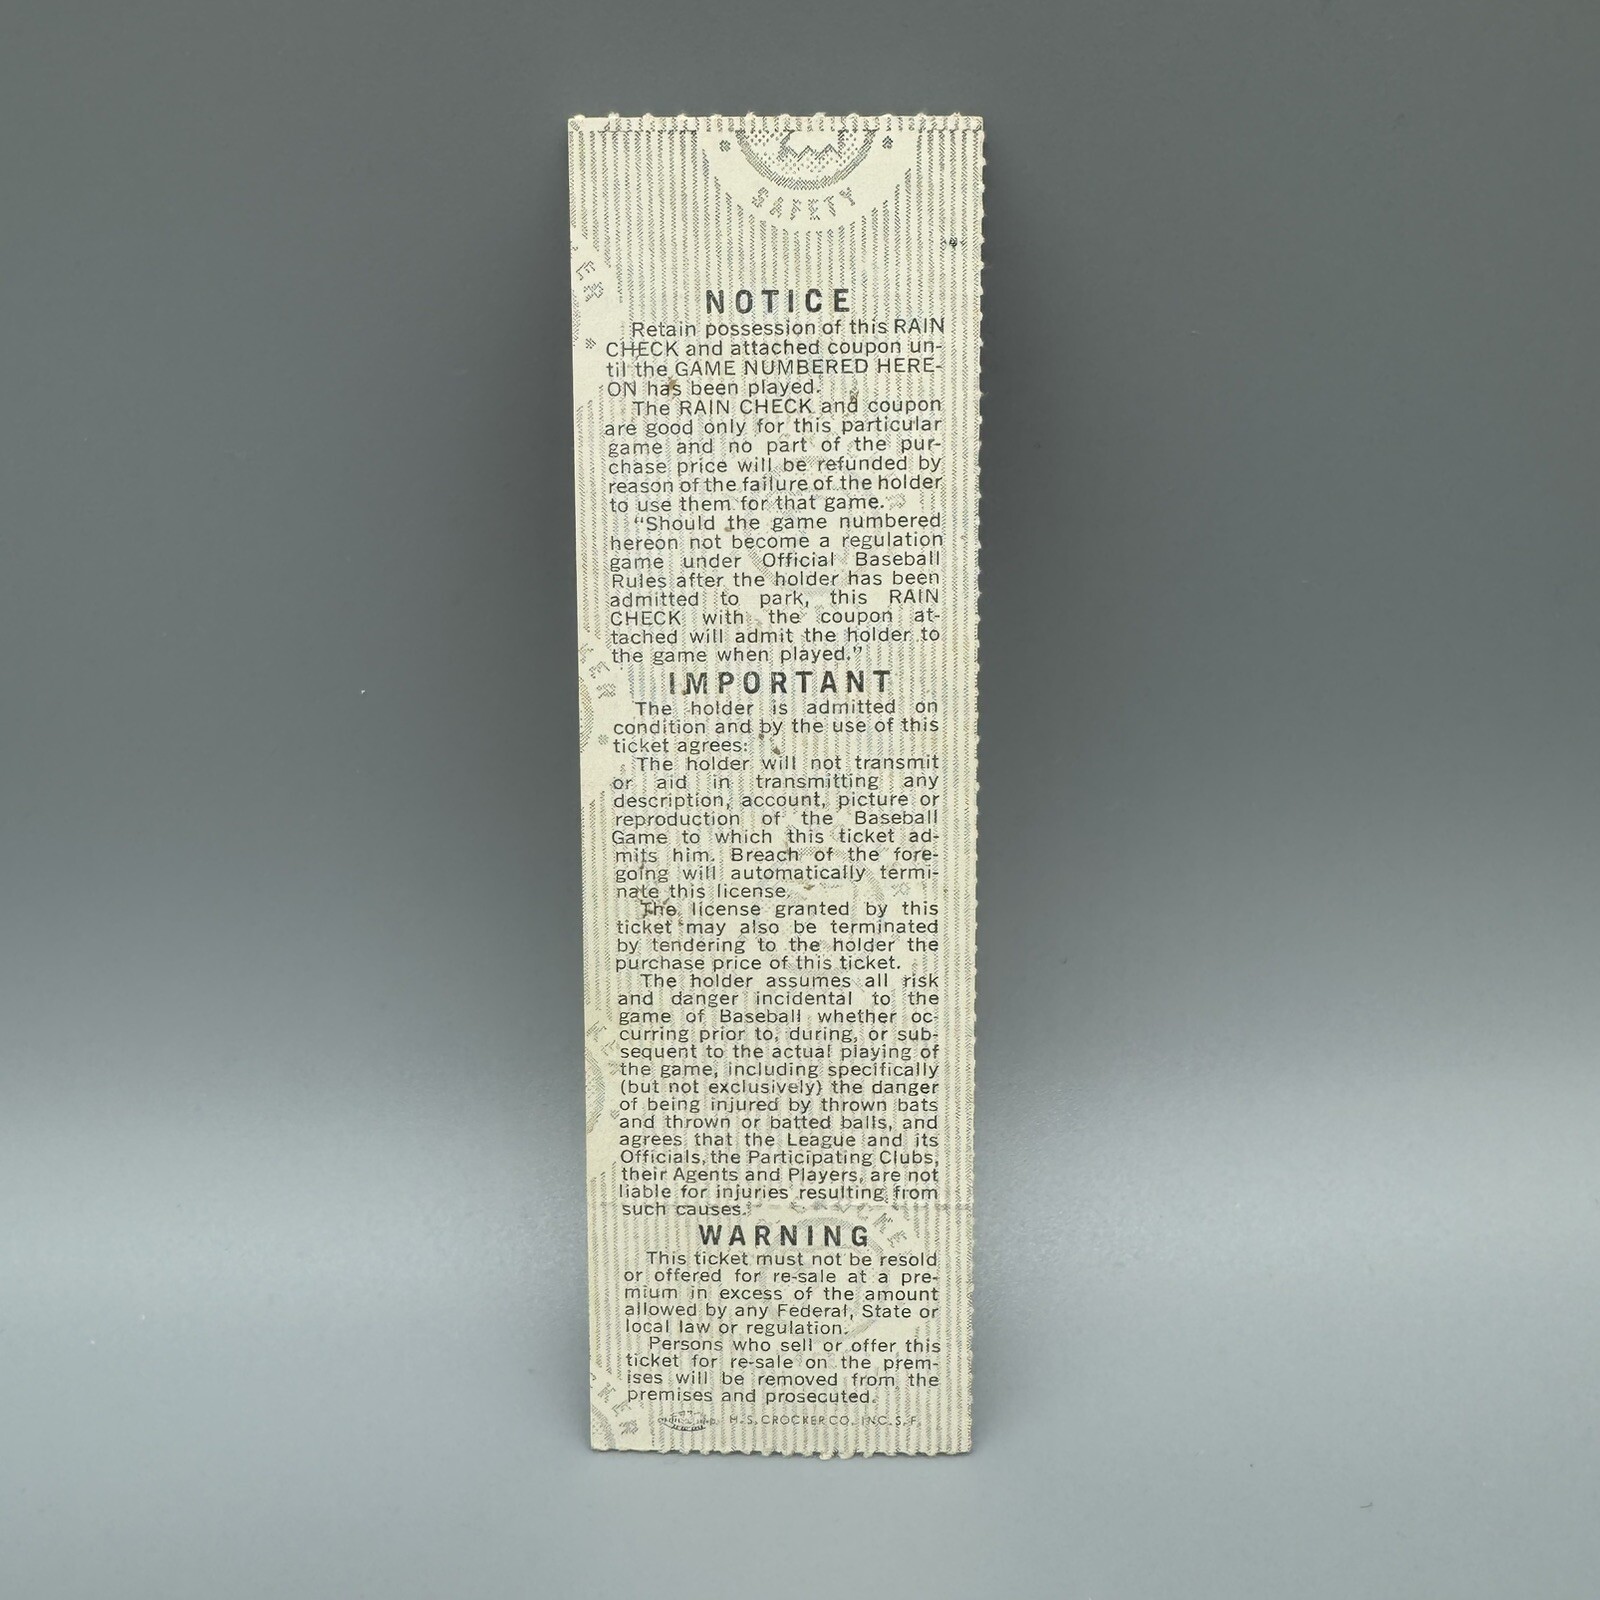 SAFETY
NOTICE
Retain possession of this RAIN
CHECK and attached coupon un-
til the GAME NUMBERED HERE-
ON has been played.
The RAIN CHECK and coupon
are good only for this particular
game and no part of the pur-
chase price will be refunded by
reason of the failure of the holder
to use them for that game.
"Should the game numbered
hereon not become a regulation
game under Official Baseball
Rules after the holder has been
admitted to park, this RAIN
CHECK with the coupon at-
tached will admit the holder to
the game when played."
IMPORTANT
The holder is admitted on
condition and by the use of this
ticket agrees:
The holder will not transmit
or aid in transmitting any
description, account, picture or
reproduction of the Baseball
Game to which this ticket ad-
mits him. Breach of the fore-
going will automatically termi-
nate this license.
The license granted by this
ticket may also be terminated
by tendering to the holder the
purchase price of this ticket.
The holder assumes all risk
and danger incidental to the
game of Baseball whether oc-
curring prior to, during, or sub-
sequent to the actual playing of
the game, including specifically
(but not exclusively) the danger
of being injured by thrown bats
and thrown or batted balls, and
agrees that the League and its
Officials, the Participating Clubs,
their Agents and Players, are not
liable for injuries resulting from
such causes.
WARNING
This ticket must not be resold
or offered for re-sale at a pre-
mium in excess of the amount
allowed by any Federal, State or
local law or regulation.
Persons who sell or offer this
ticket for re-sale on the prem-
ises will be removed from the
premises and prosecuted.
H. S. CROCKER CO. INC. S. F.